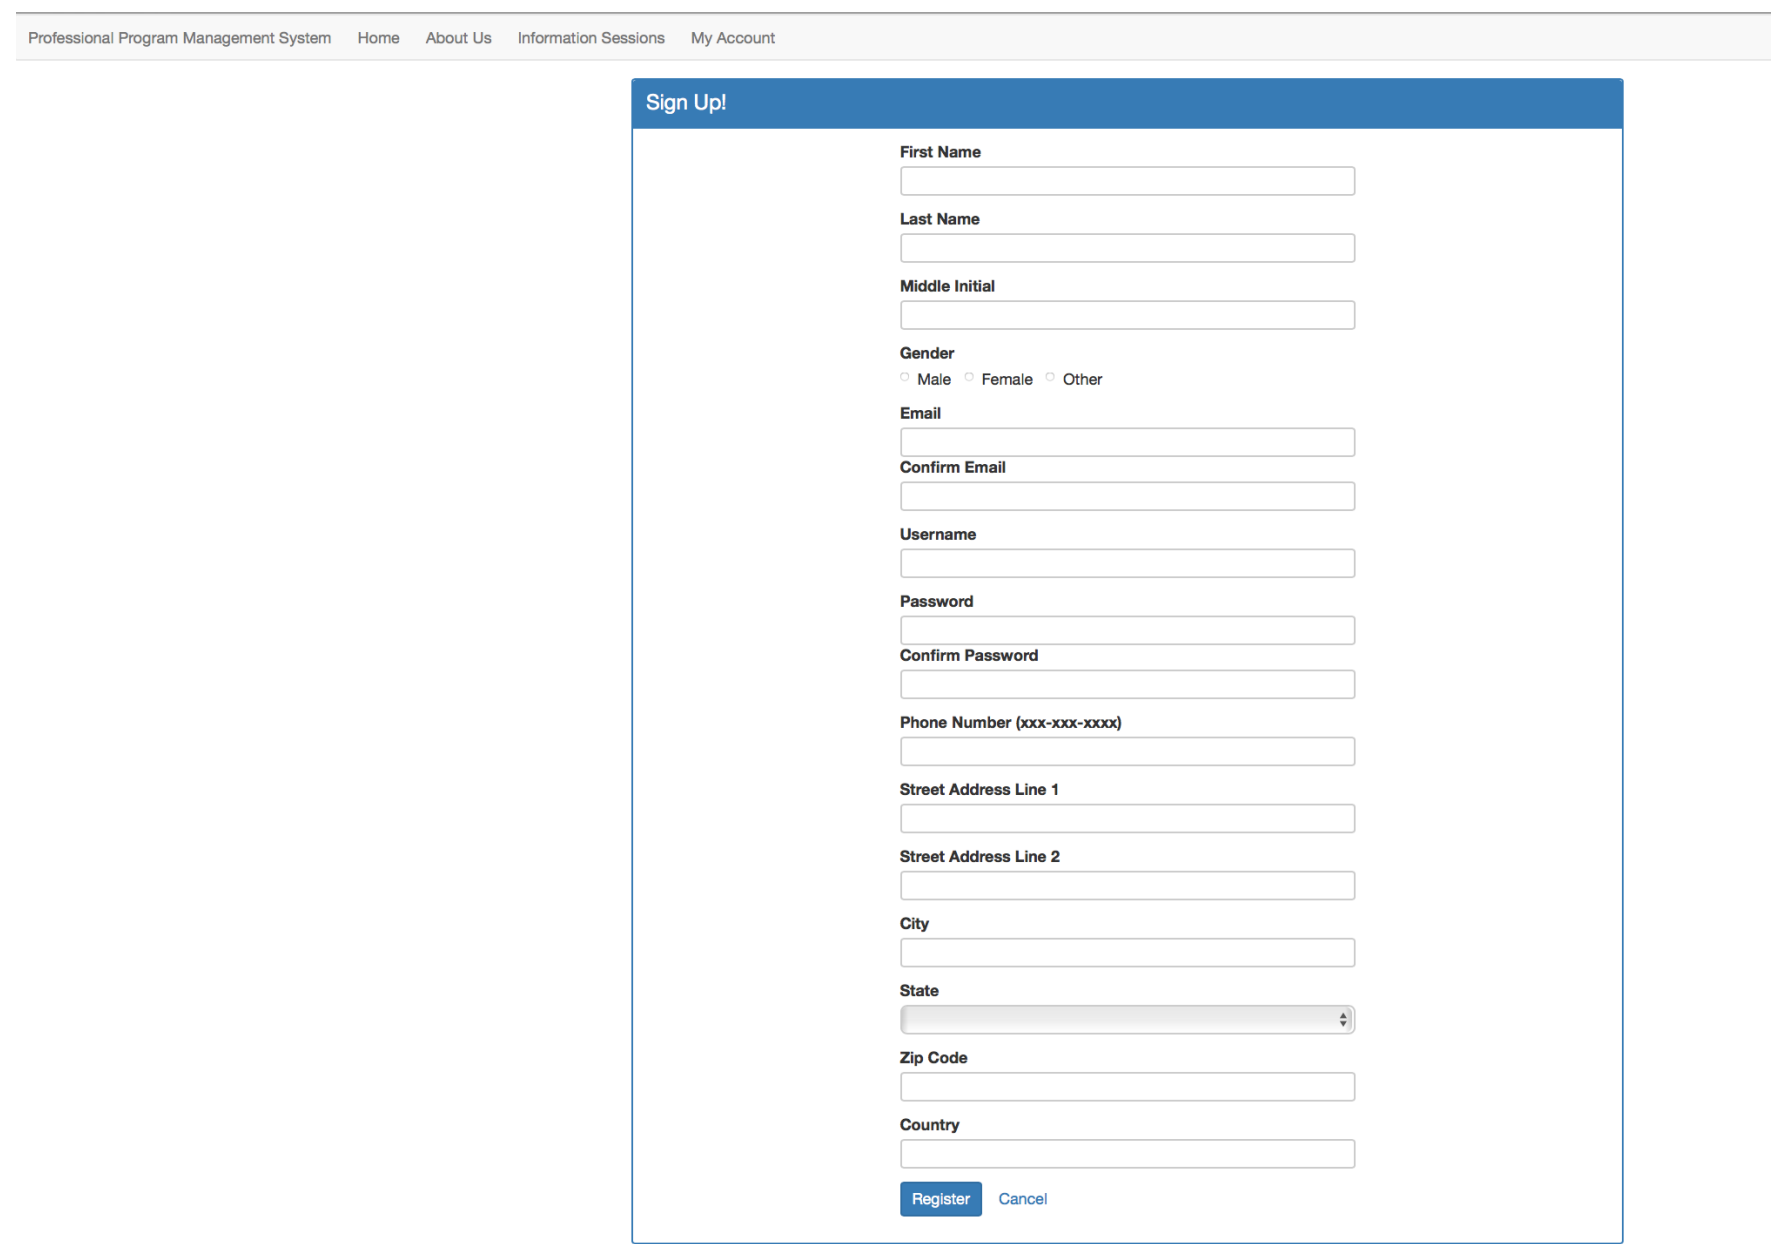 Professional Program Management System Home About Us Information Sessions My Account
Sign Up!
First Name
Last Name
Middle Initial
Gender
Male Female Other
Email
Confirm Email
Username
Password
Confirm Password
Phone Number (xxx-xxx-xxxx)
Street Address Line 1
Street Address Line 2
City
State
Zip Code
Country
Register Cancel